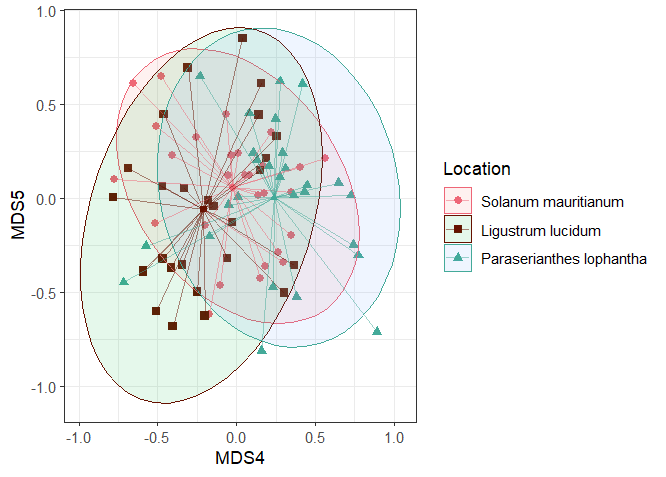 1.0
0.5
0.0
-0.5
-1.0
MDS5
-1.0 -0.5 0.0 0.5 1.0
MDS4
Location
Solanum mauritianum
Ligustrum lucidum
Paraserianthes lophantha